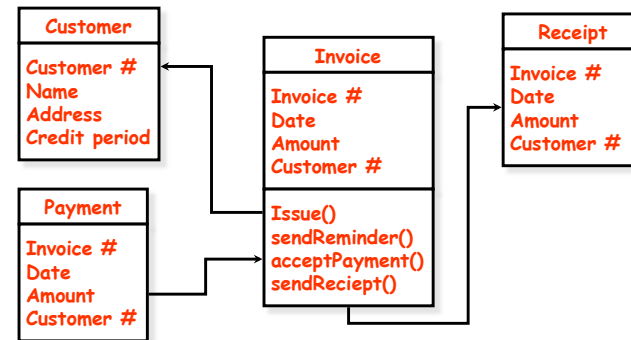 Customer
Customer #
Name
Address
Credit period
Invoice
Invoice #
Date
Amount
Customer #
Issue()
sendReminder()
acceptPayment()
sendReciept()
Receipt
Invoice #
Date
Amount
Customer #
Payment
Invoice #
Date
Amount
Customer #